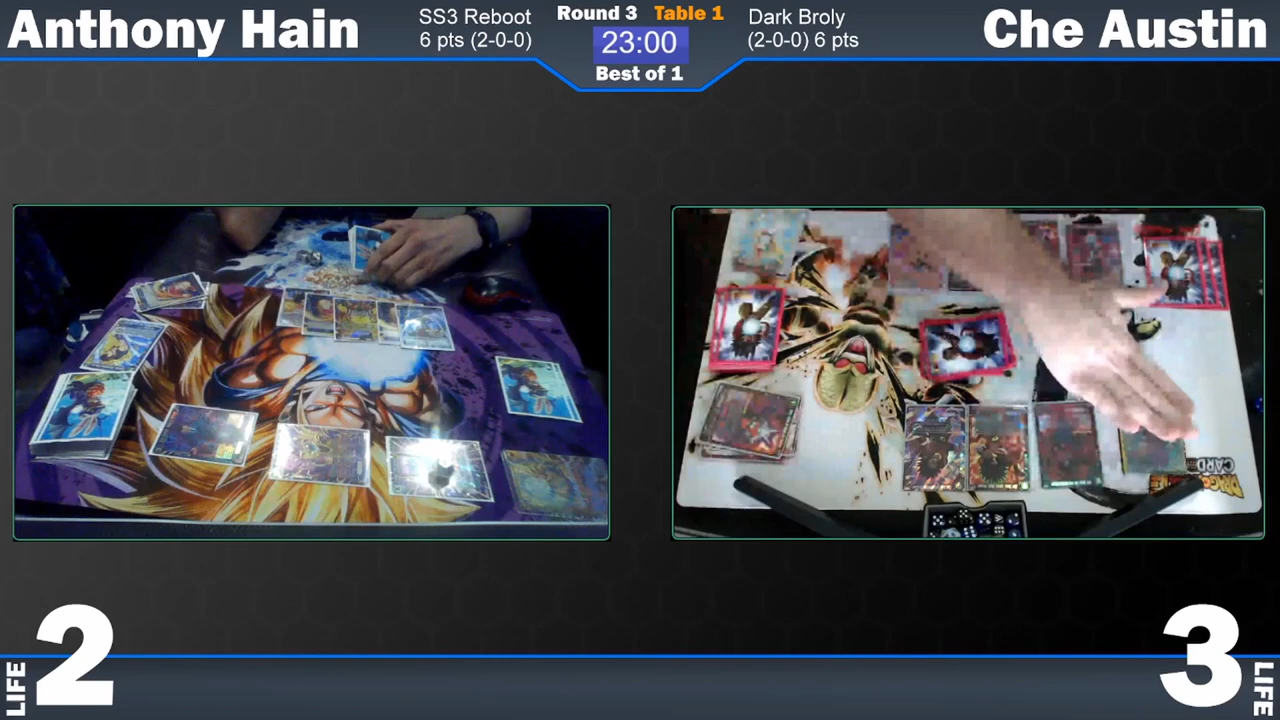 Anthony Hain
SS3 Reboot
6 pts (2-0-0)
Round 3 Table 1
23:00
Best of 1
Dark Broly
(2-0-0) 6 pts
Che Austin
LIFE
2
3
LIFE